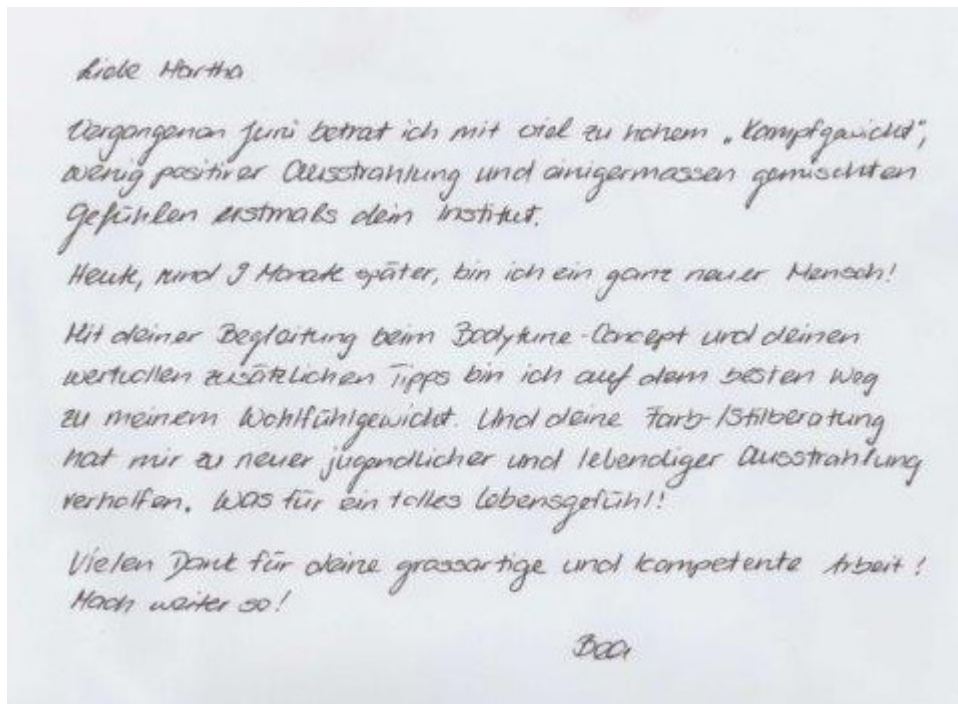 Liebe Martha
Vergangenen Juni betrat ich mit viel zu hohem „Kampfgewicht",
wenig positiver Ausstrahlung und einigermassen gemischten
Gefühlen erstmals dein Institut.
Heute, rund 9 Monate später, bin ich ein ganz neuer Mensch!
Mit deiner Begleitung beim Bodytune-Concept und deinen
wertvollen zusätzlichen Tipps bin ich auf dem besten Weg
zu meinem Wohlfühlgewicht. Und deine Farb-/Stilberatung
hat mir zu neuer jugendlicher und lebendiger Ausstrahlung
verholfen. Was für ein tolles Lebensgefühl!
Vielen Dank für deine grossartige und kompetente Arbeit!
Mach weiter so!
Bea